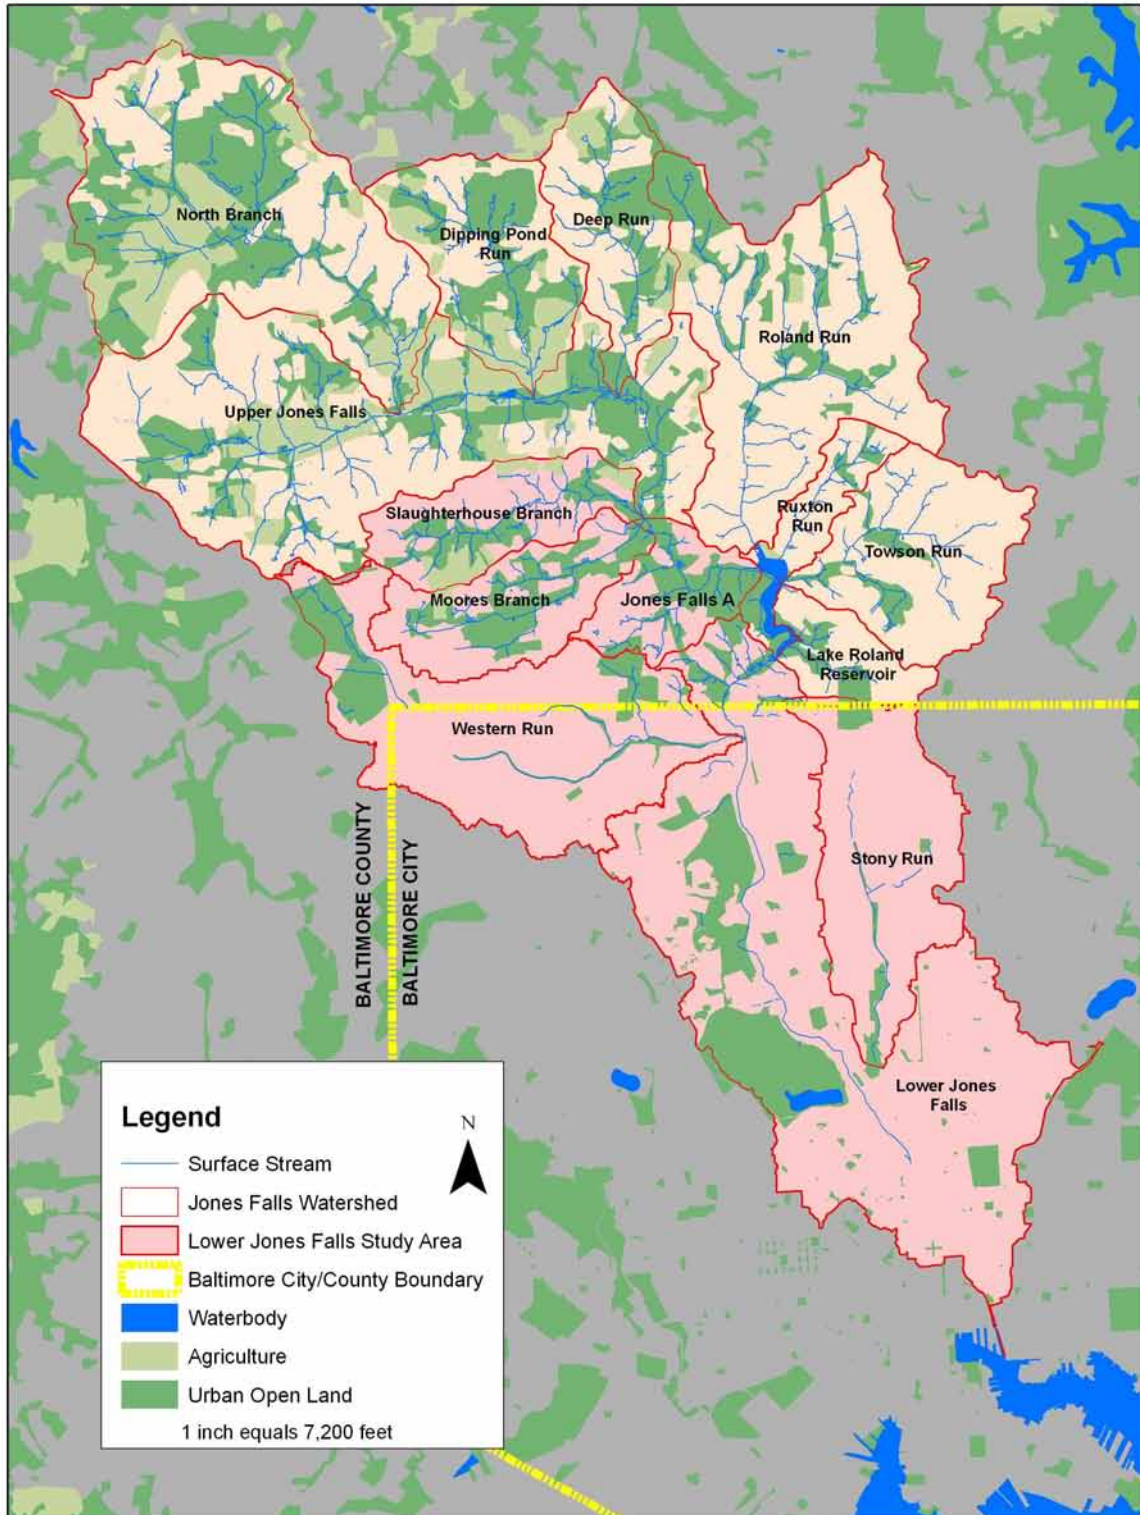 North Branch
Dipping Pond
Run
Deep Run
Roland Run
Upper Jones Falls
Slaughterhouse Branch
Ruxton
Run
Towson Run
Moores Branch
Jones Falls A
Lake Roland
Reservoir
Western Run
BALTIMORE COUNTY
BALTIMORE CITY
Stony Run
Lower Jones
Falls
Legend
N
Surface Stream
Jones Falls Watershed
Lower Jones Falls Study Area
Baltimore City/County Boundary
Waterbody
Agriculture
Urban Open Land
1 inch equals 7,200 feet